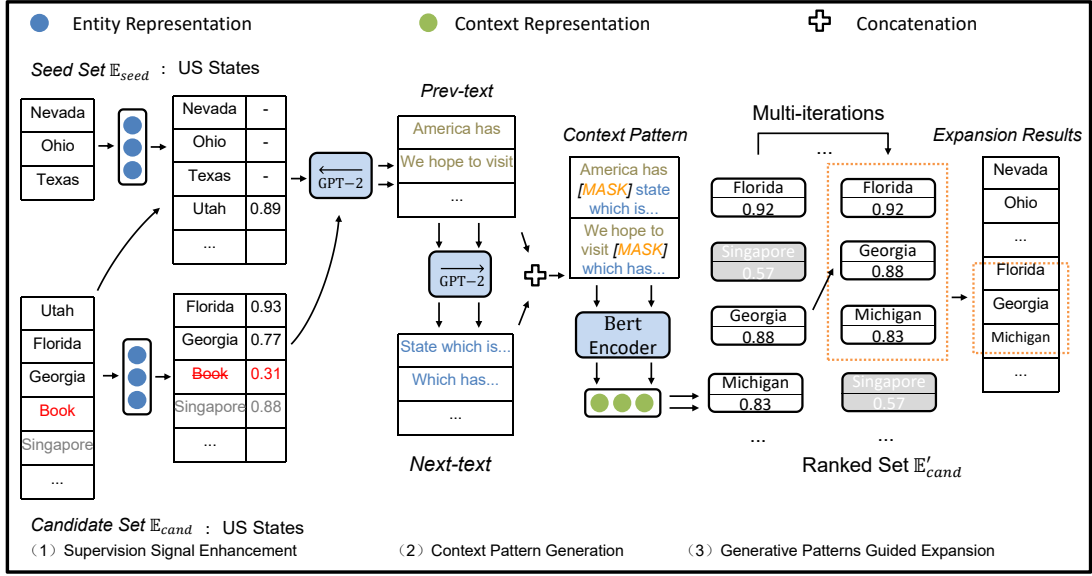 Entity Representation
Context Representation
Concatenation
Seed Set 𝔼seed : US States
Nevada
Ohio
Texas
Nevada -
Ohio -
Texas -
Utah 0.89
...
GPT-2
Prev-text
America has
We hope to visit
...
GPT-2
State which is...
Which has...
...
Next-text
Context Pattern
America has
[MASK] state
which is...
We hope to
visit [MASK]
which has...
Bert
Encoder
Multi-iterations
...
Florida
0.92
Singapore
0.57
Georgia
0.88
Michigan
0.83
...
Florida
0.92
Georgia
0.88
Michigan
0.83
Singapore
0.57
...
Ranked Set 𝔼′cand
Expansion Results
Nevada
Ohio
...
Florida
Georgia
Michigan
...
Utah
Florida
Georgia
Book
Singapore
...
Florida 0.93
Georgia 0.77
Book 0.31
Singapore 0.88
...
Candidate Set 𝔼cand : US States
（1）Supervision Signal Enhancement
（2）Context Pattern Generation
（3）Generative Patterns Guided Expansion